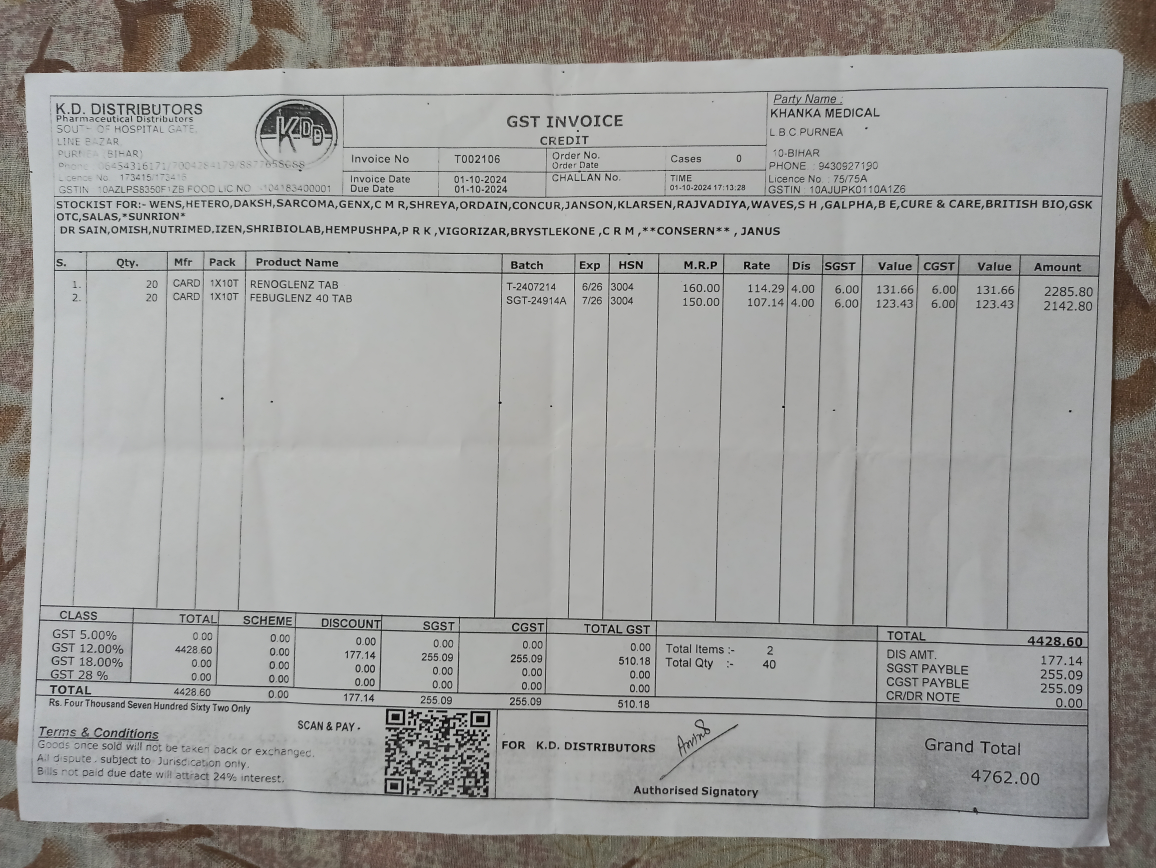 K.D. DISTRIBUTORS
Pharmaceutical Distributors
SOUTH OF HOSPITAL GATE,
LINE BAZAR,
PURNEA (BIHAR)
Licence No : 173415/173415
GSTIN 10AZLPS8350F1ZB FOOD LIC NO -104183400001
KDD
GST INVOICE
CREDIT
Invoice No T002106 Order No. Cases 0
Order Date
Invoice Date 01-10-2024 CHALLAN No. TIME
Due Date 01-10-2024 01-10-2024 17:13:28
Party Name :
KHANKA MEDICAL
L B C PURNEA
10-BIHAR
PHONE : 9430927190
Licence No : 75/75A
GSTIN 10AJUPK0110A1Z6
STOCKIST FOR:- WENS,HETERO,DAKSH,SARCOMA,GENX,C M R,SHREYA,ORDAIN,CONCUR,JANSON,KLARSEN,RAJVADIYA,WAVES,S H ,GALPHA,B E,CURE & CARE,BRITISH BIO,GSK
OTC,SALAS,*SUNRION*
DR SAIN,OMISH,NUTRIMED,IZEN,SHRIBIOLAB,HEMPUSHPA,P R K ,VIGORIZAR,BRYSTLEKONE ,C R M ,**CONSERN** , JANUS
S. Qty. Mfr Pack Product Name Batch Exp HSN M.R.P Rate Dis SGST Value CGST Value Amount
1. 20 CARD 1X10T RENOGLENZ TAB T-2407214 6/26 3004 160.00 114.29 4.00 6.00 131.66 6.00 131.66 2285.80
2. 20 CARD 1X10T FEBUGLENZ 40 TAB SGT-24914A 7/26 3004 150.00 107.14 4.00 6.00 123.43 6.00 123.43 2142.80
CLASS TOTAL SCHEME DISCOUNT SGST CGST TOTAL GST
GST 5.00% 0.00 0.00 0.00 0.00 0.00 0.00
GST 12.00% 4428.60 0.00 177.14 255.09 255.09 510.18
GST 18.00% 0.00 0.00 0.00 0.00 0.00 0.00
GST 28 % 0.00 0.00 0.00 0.00 0.00 0.00
TOTAL 4428.60 0.00 177.14 255.09 255.09 510.18
Total Items :- 2
Total Qty :- 40
TOTAL 4428.60
DIS AMT. 177.14
SGST PAYBLE 255.09
CGST PAYBLE 255.09
CR/DR NOTE 0.00
Rs. Four Thousand Seven Hundred Sixty Two Only
Terms & Conditions
Goods once sold will not be taken back or exchanged.
All dispute . subject to Jurisdication only.
Bills not paid due date will attract 24% interest.
SCAN & PAY -
FOR K.D. DISTRIBUTORS
Authorised Signatory
Grand Total
4762.00